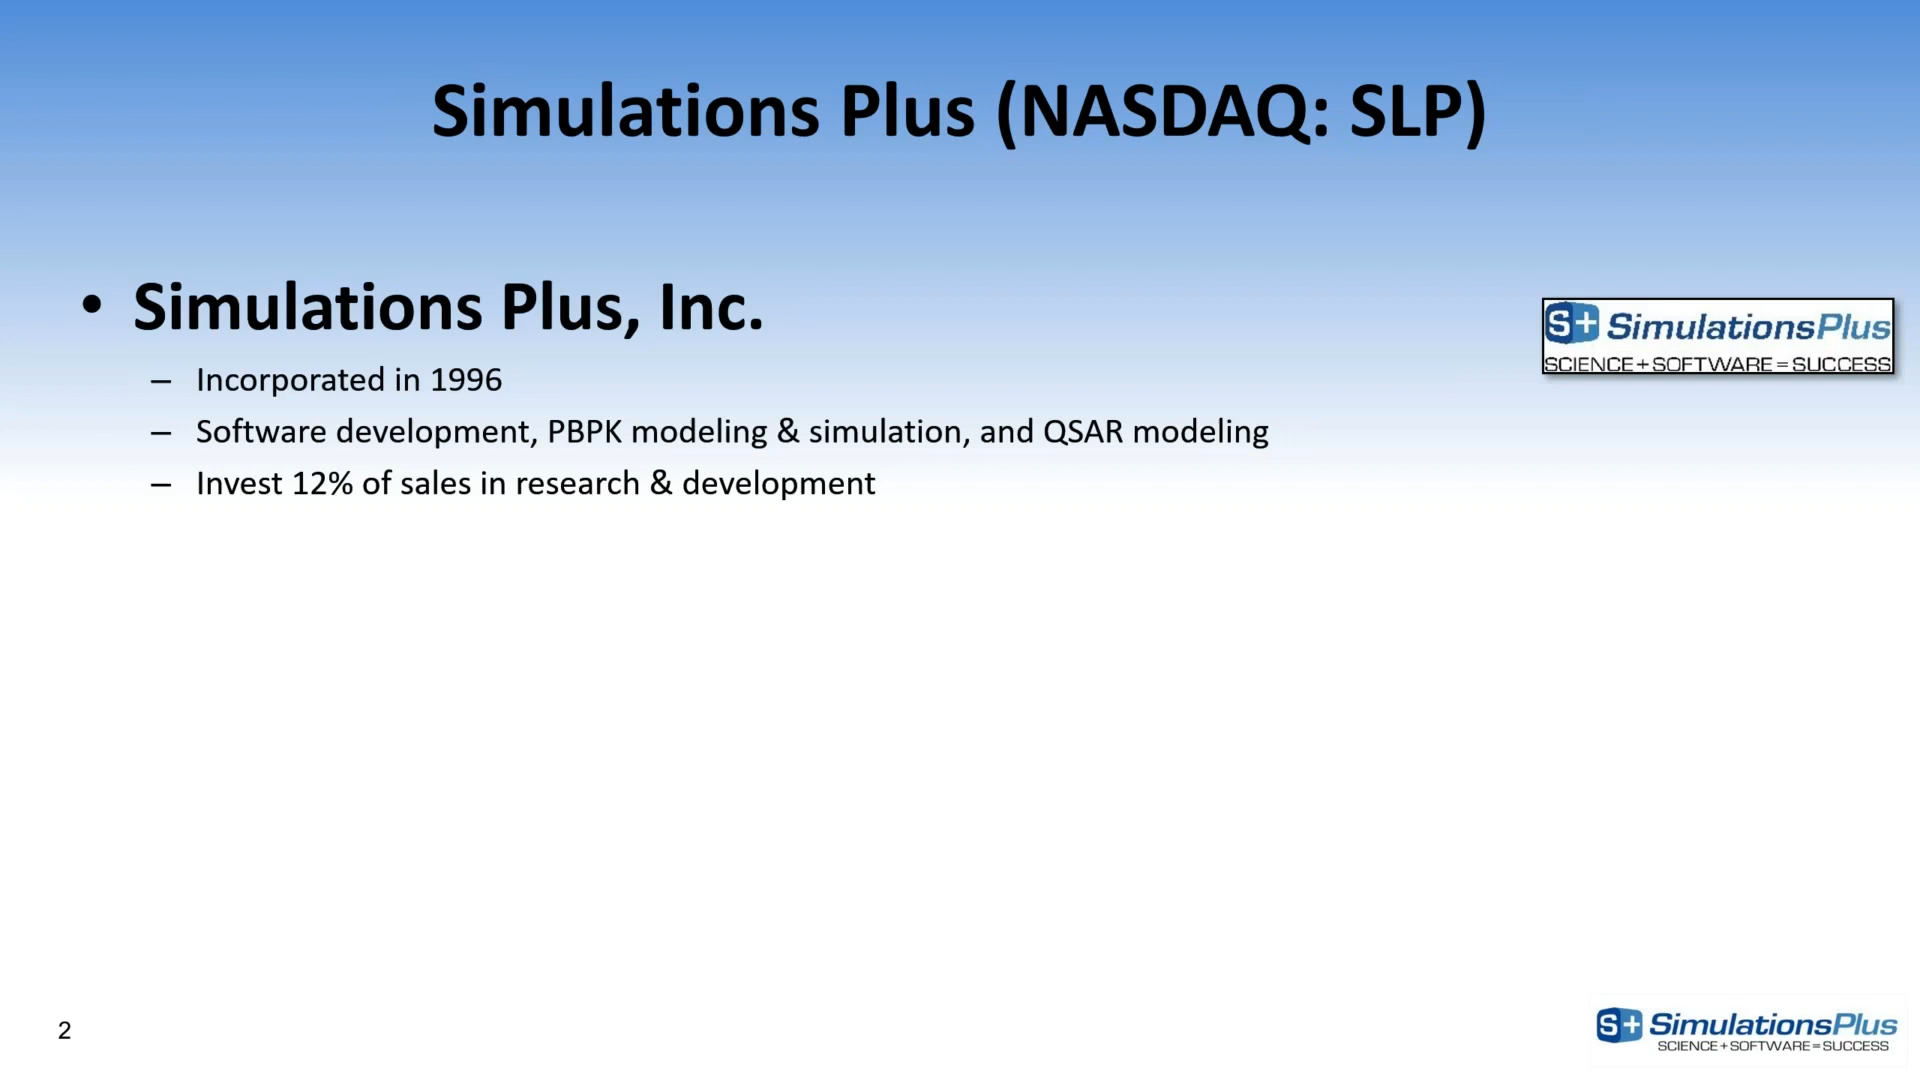 Simulations Plus (NASDAQ: SLP)
• Simulations Plus, Inc.
S+ SimulationsPlus
SCIENCE+SOFTWARE=SUCCESS
– Incorporated in 1996
– Software development, PBPK modeling & simulation, and QSAR modeling
– Invest 12% of sales in research & development
2
S+ SimulationsPlus
SCIENCE+SOFTWARE=SUCCESS